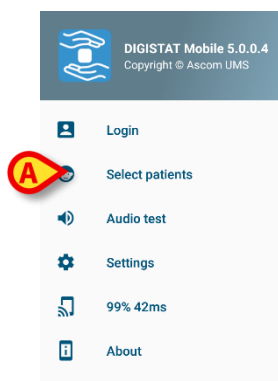 DIGISTAT Mobile 5.0.0.4
Copyright © Ascom UMS
Login
A
Select patients
Audio test
Settings
99% 42ms
About